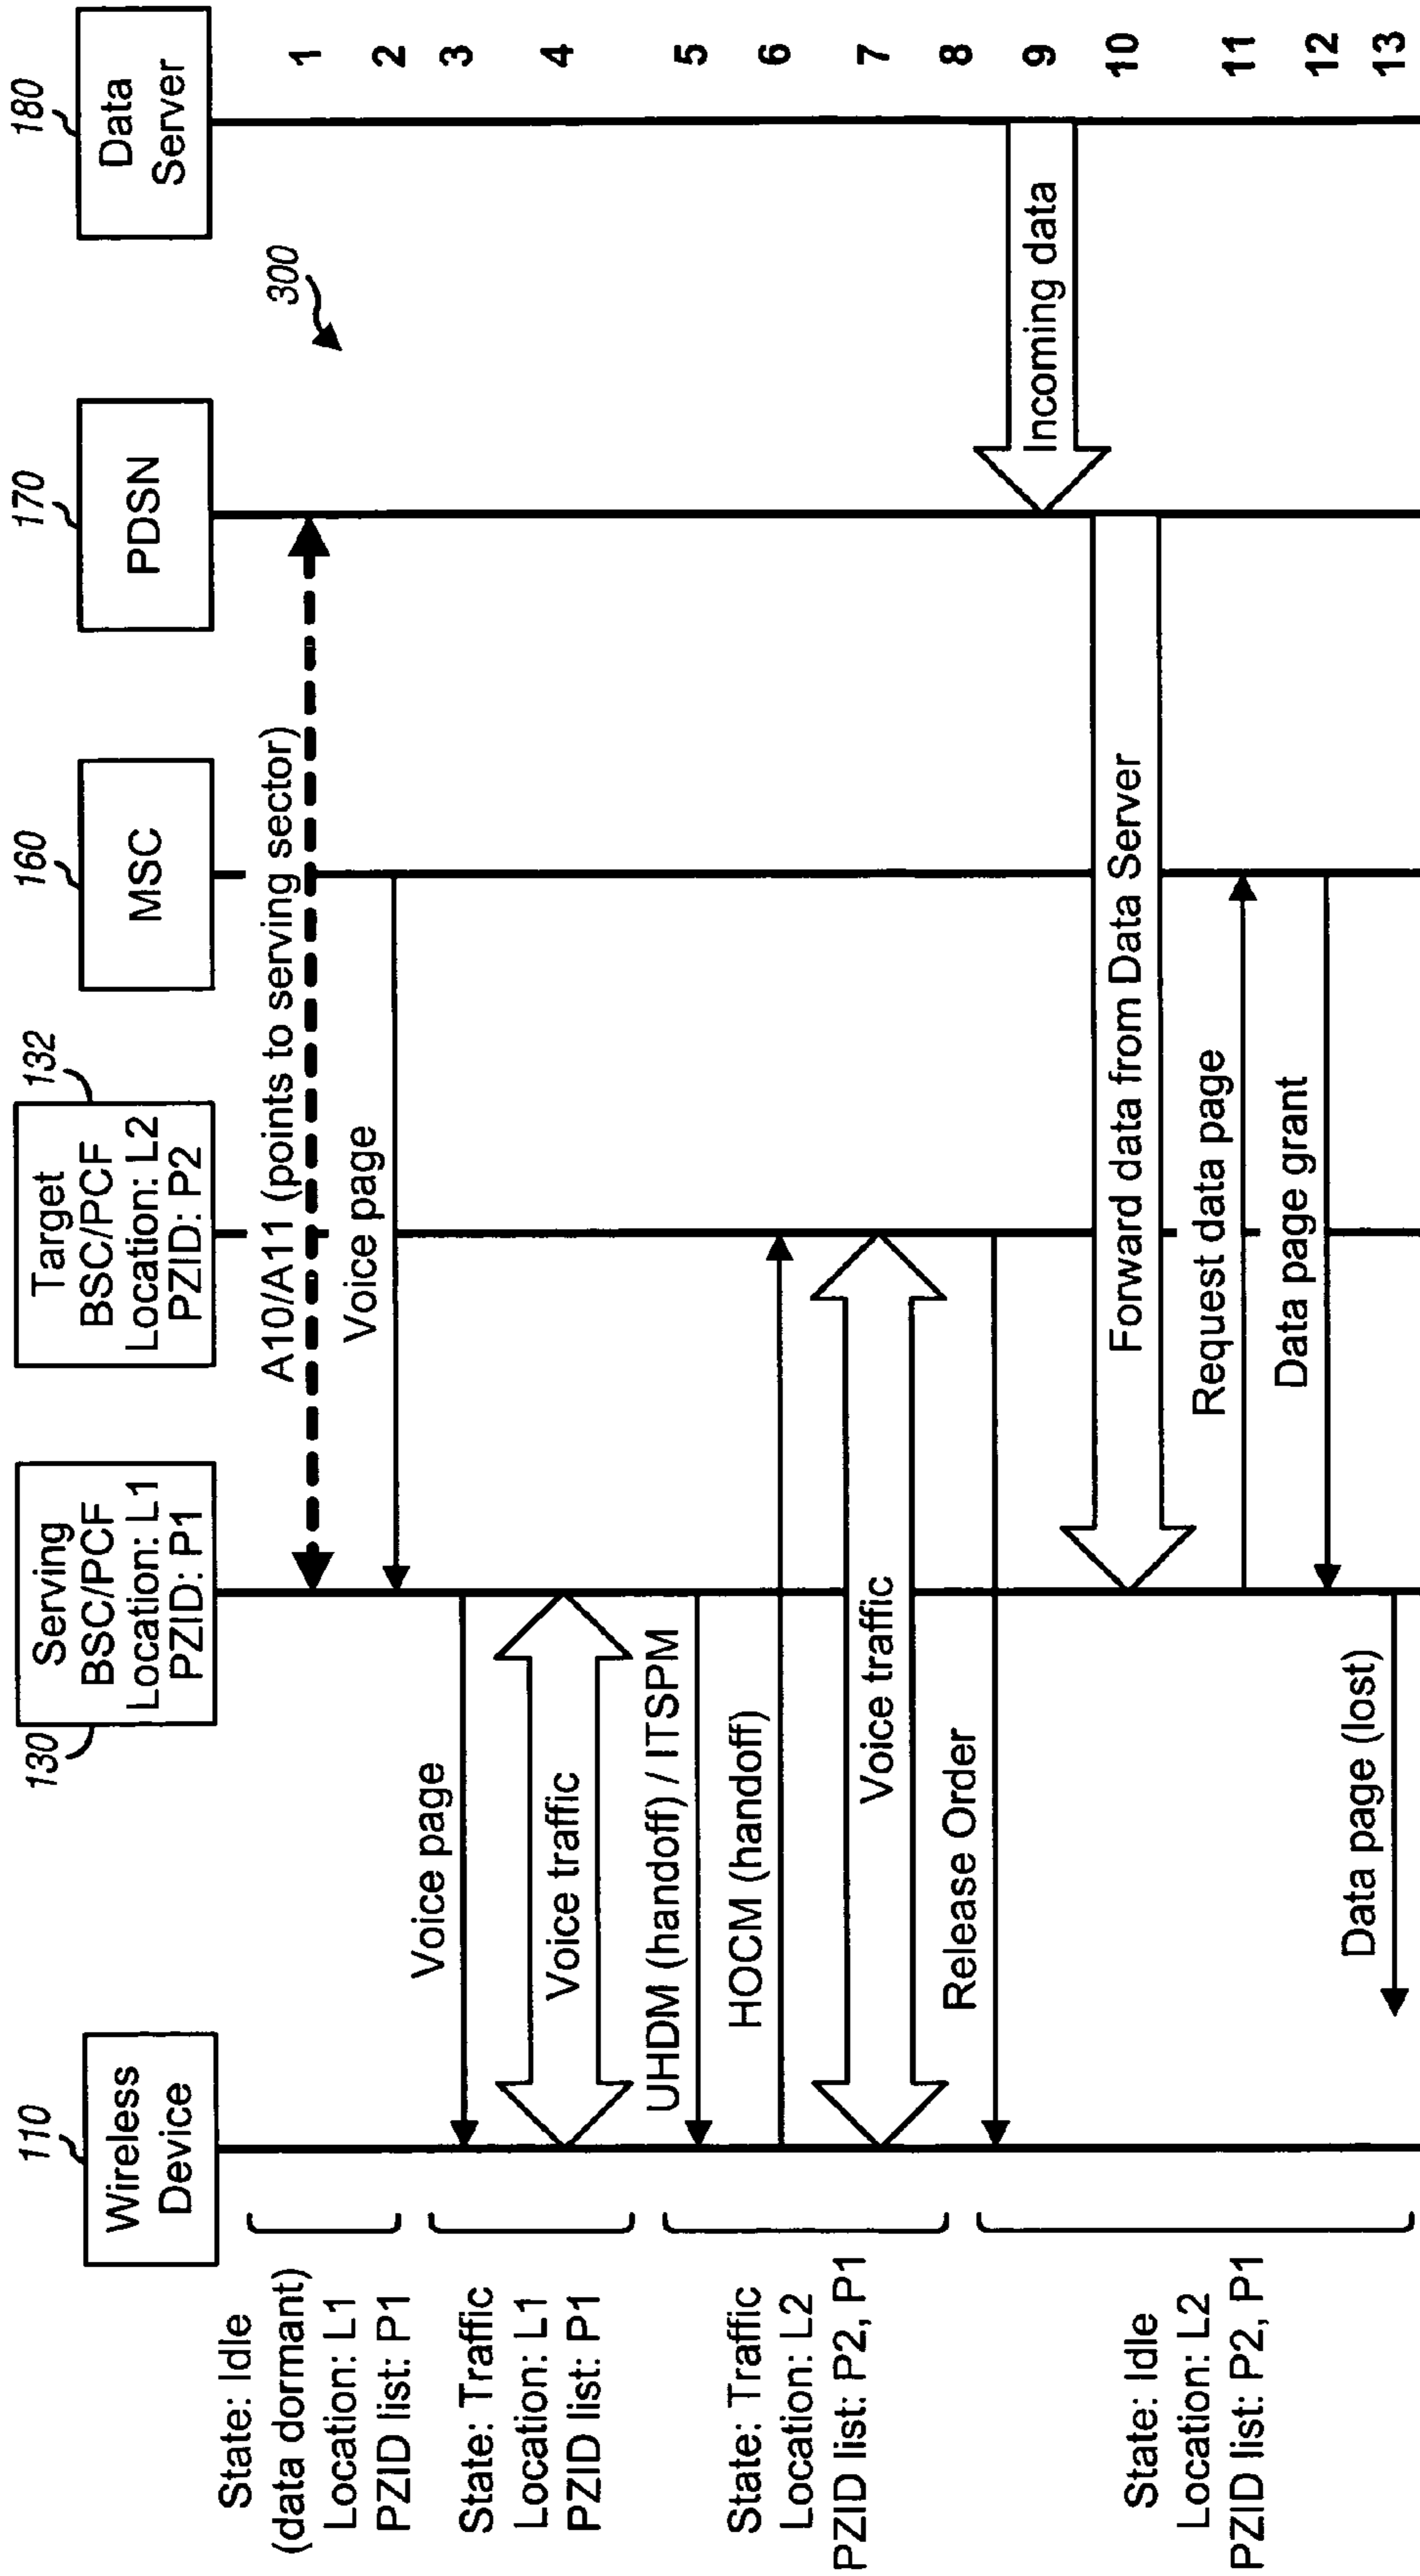 110
Wireless
Device
130
Serving
BSC/PCF
Location: L1
PZID: P1
132
Target
BSC/PCF
Location: L2
PZID: P2
160
MSC
170
PDSN
180
Data
Server
300
State: Idle
(data dormant)
Location: L1
PZID list: P1
A10/A11 (points to serving sector)
1
Voice page
2
State: Traffic
Location: L1
PZID list: P1
Voice page
3
Voice traffic
4
State: Traffic
Location: L2
PZID list: P2, P1
UHDM (handoff) / ITSPM
5
HOCM (handoff)
6
Voice traffic
7
State: Idle
Location: L2
PZID list: P2, P1
Release Order
8
Incoming data
9
Forward data from Data Server
10
Request data page
11
Data page grant
12
Data page (lost)
13